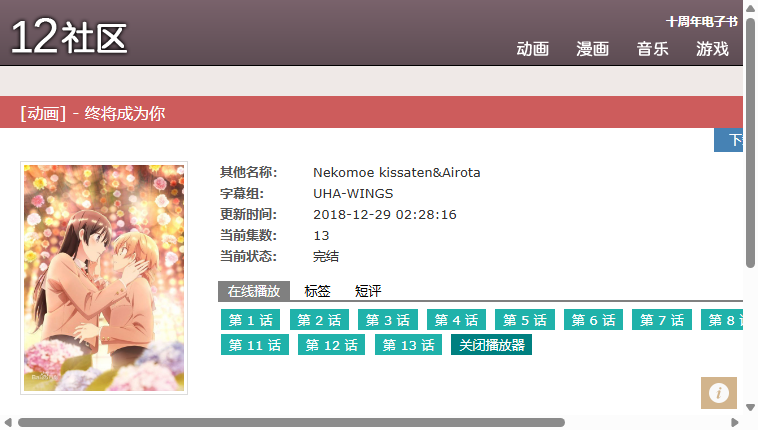 12社区
十周年电子书
动画 漫画 音乐 游戏
[动画] - 终将成为你
其他名称: Nekomoe kissaten&Airota
字幕组: UHA-WINGS
更新时间: 2018-12-29 02:28:16
当前集数: 13
当前状态: 完结
在线播放 标签 短评
第 1 话 第 2 话 第 3 话 第 4 话 第 5 话 第 6 话 第 7 话 第 8
第 11 话 第 12 话 第 13 话 关闭播放器